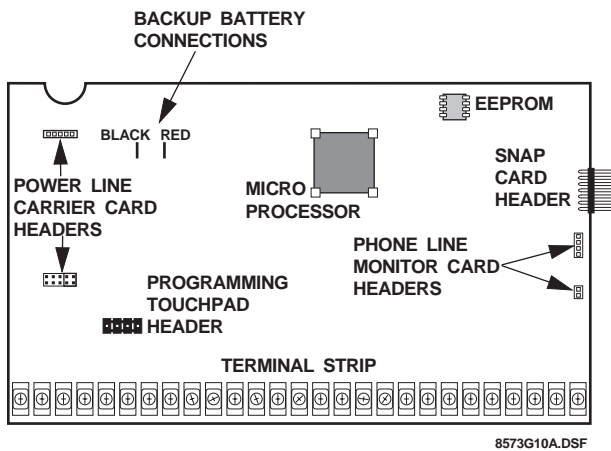 BACKUP BATTERY
CONNECTIONS
EEPROM
BLACK RED
SNAP
CARD
HEADER
POWER LINE
CARRIER CARD
HEADERS
MICRO
PROCESSOR
PHONE LINE
MONITOR CARD
HEADERS
PROGRAMMING
TOUCHPAD
HEADER
TERMINAL STRIP
8573G10A.DSF